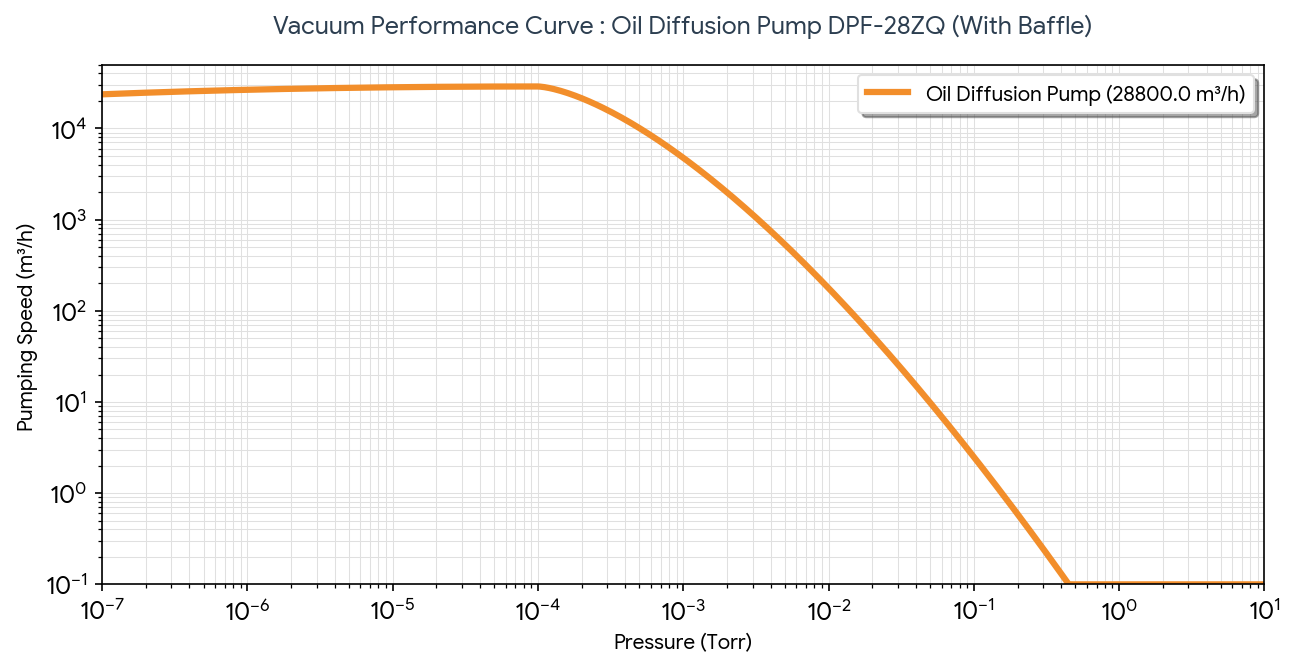 Vacuum Performance Curve : Oil Diffusion Pump DPF-28ZQ (With Baffle)
Oil Diffusion Pump (28800.0 m³/h)
Pumping Speed (m³/h)
10⁴
10³
10²
10¹
10⁰
10⁻¹
10⁻⁷ 10⁻⁶ 10⁻⁵ 10⁻⁴ 10⁻³ 10⁻² 10⁻¹ 10⁰ 10¹
Pressure (Torr)